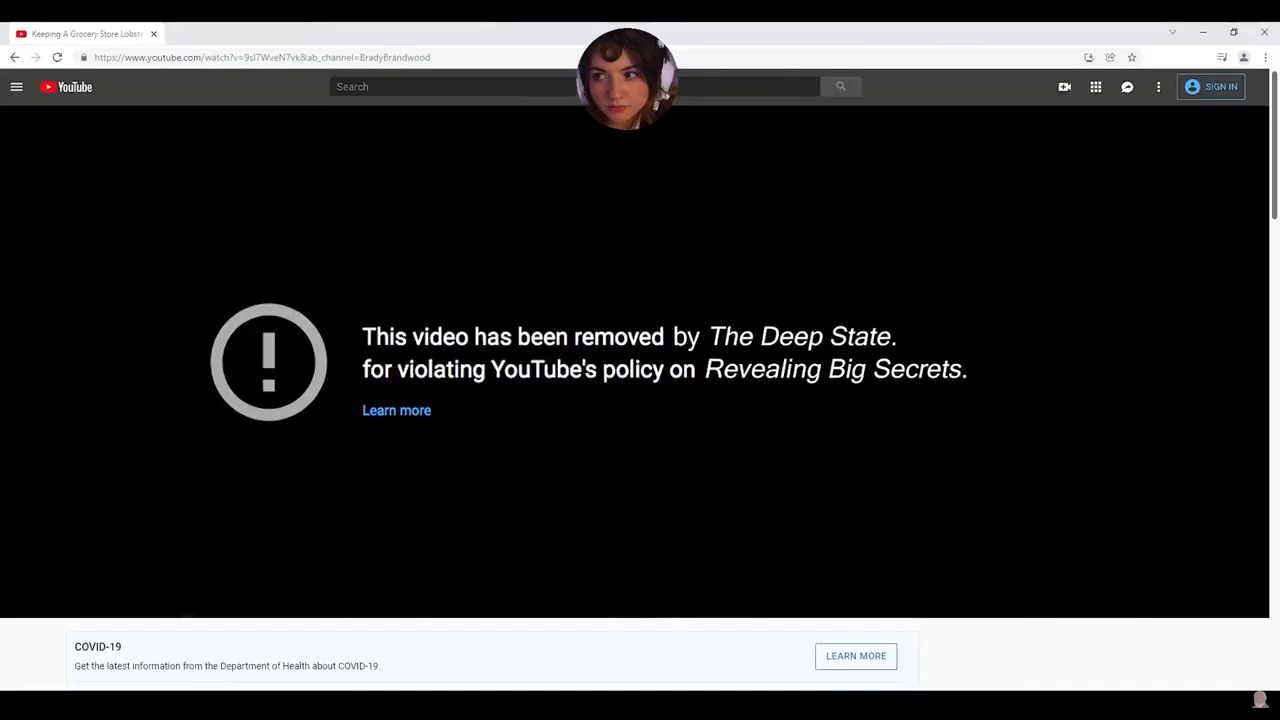 Keeping A Grocery Store Lobste
https://www.youtube.com/watch?v=9sI7WveN7vk&ab_channel=BradyBrandwood
YouTube
Search
SIGN IN
This video has been removed by The Deep State.
for violating YouTube's policy on Revealing Big Secrets.
Learn more
COVID-19
Get the latest information from the Department of Health about COVID-19.
LEARN MORE